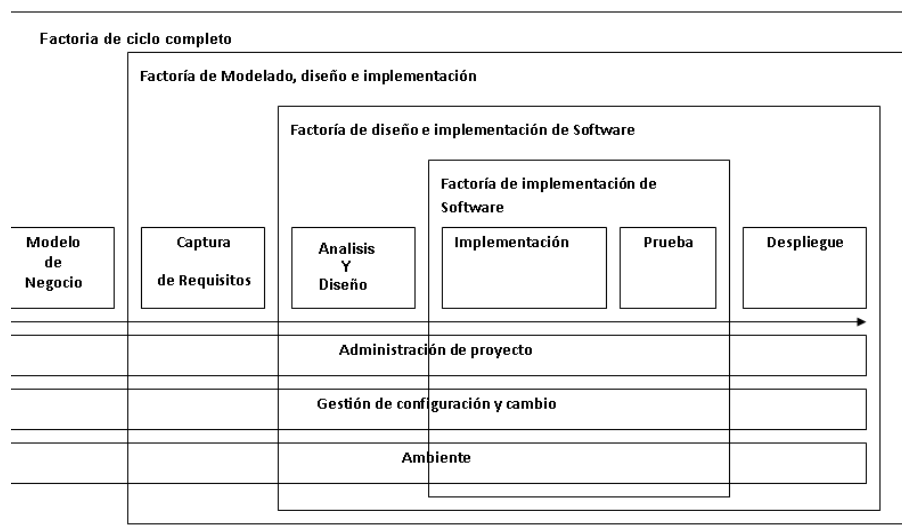 Factoria de ciclo completo
Factoría de Modelado, diseño e implementación
Factoría de diseño e implementación de Software
Factoría de implementación de
Software
Modelo
de
Negocio
Captura
de Requisitos
Analisis
Y
Diseño
Implementación
Prueba
Despliegue
Administración de proyecto
Gestión de configuración y cambio
Ambiente